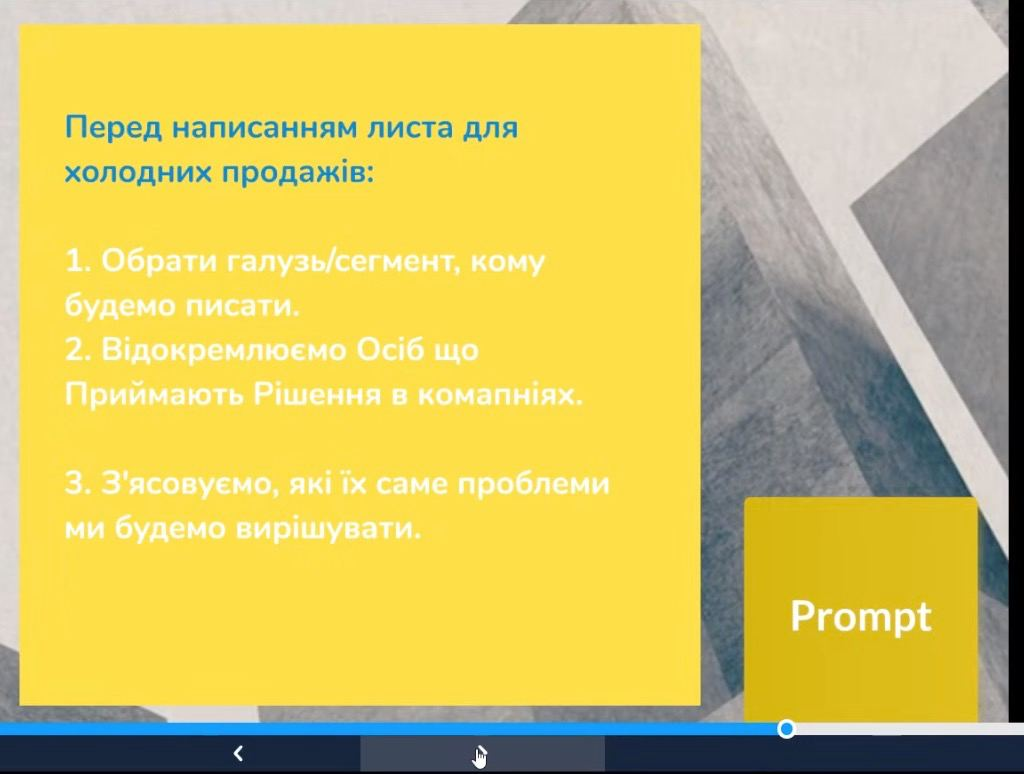 Перед написанням листа для
холодних продажів:
1. Обрати галузь/сегмент, кому
будемо писати.
2. Відокремлюємо Осіб що
Приймають Рішення в комапніях.
3. З'ясовуємо, які їх саме проблеми
ми будемо вирішувати.
Prompt